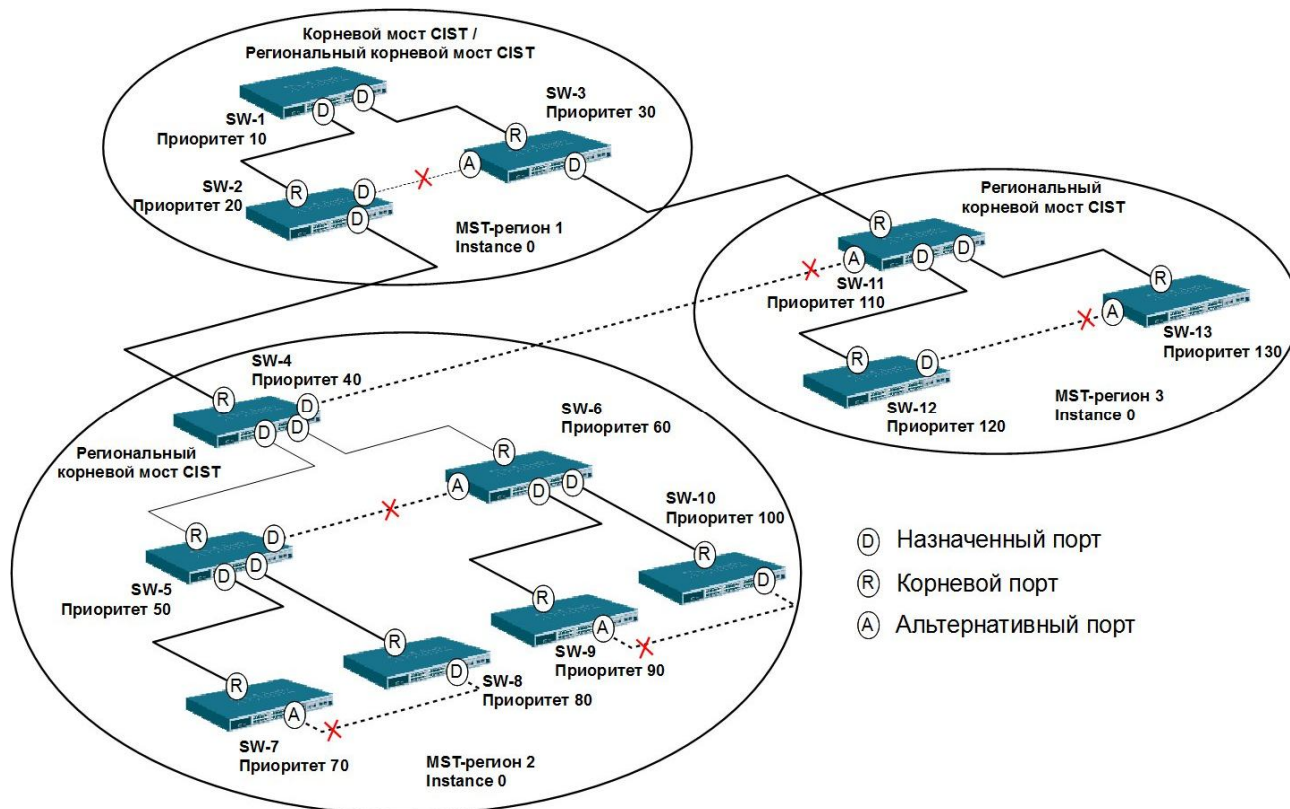 Корневой мост CIST /
Региональный корневой мост CIST
SW-1
Приоритет 10
D
D
SW-3
Приоритет 30
R
A
D
SW-2
Приоритет 20
R
D
D
MST-регион 1
Instance 0
Региональный
корневой мост CIST
R
A
D
D
SW-11
Приоритет 110
R
A
SW-13
Приоритет 130
R
D
SW-12
Приоритет 120
MST-регион 3
Instance 0
SW-4
Приоритет 40
R
D
D
D
Региональный
корневой мост CIST
SW-6
Приоритет 60
R
A
D
D
SW-10
Приоритет 100
R
D
R
D
D
D
SW-5
Приоритет 50
R
A
SW-9
Приоритет 90
R
D
SW-8
Приоритет 80
R
A
SW-7
Приоритет 70
MST-регион 2
Instance 0
D Назначенный порт
R Корневой порт
A Альтернативный порт